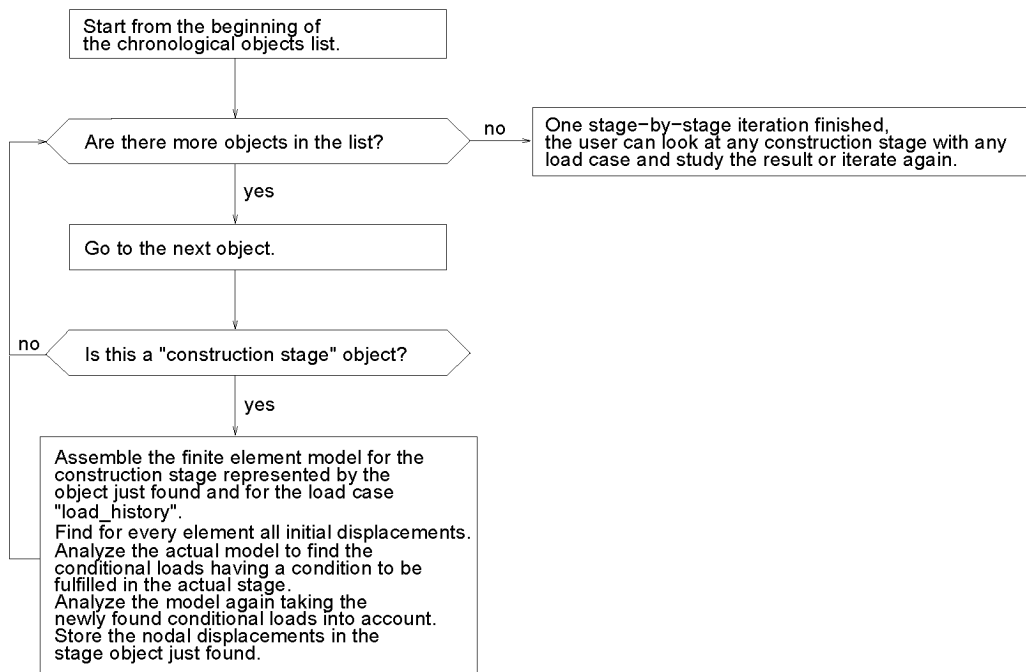 Start from the beginning of
the chronological objects list.
Are there more objects in the list?
no
One stage−by−stage iteration finished,
the user can look at any construction stage with any
load case and study the result or iterate again.
yes
Go to the next object.
no
Is this a "construction stage" object?
yes
Assemble the finite element model for the
construction stage represented by the
object just found and for the load case
"load_history".
Find for every element all initial displacements.
Analyze the actual model to find the
conditional loads having a condition to be
fulfilled in the actual stage.
Analyze the model again taking the
newly found conditional loads into account.
Store the nodal displacements in the
stage object just found.